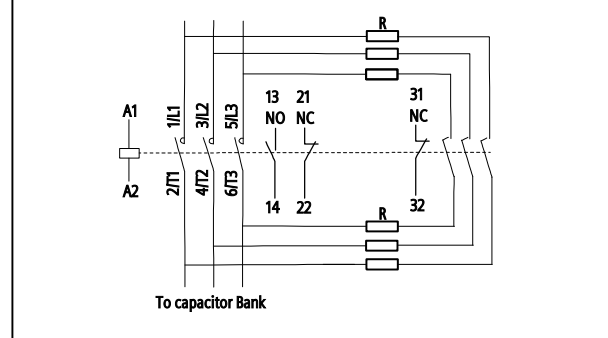 R
A1
1/L1
3/L2
5/L3
13
NO
21
NC
31
NC
A2
2/T1
4/T2
6/T3
14
22
32
R
To capacitor Bank